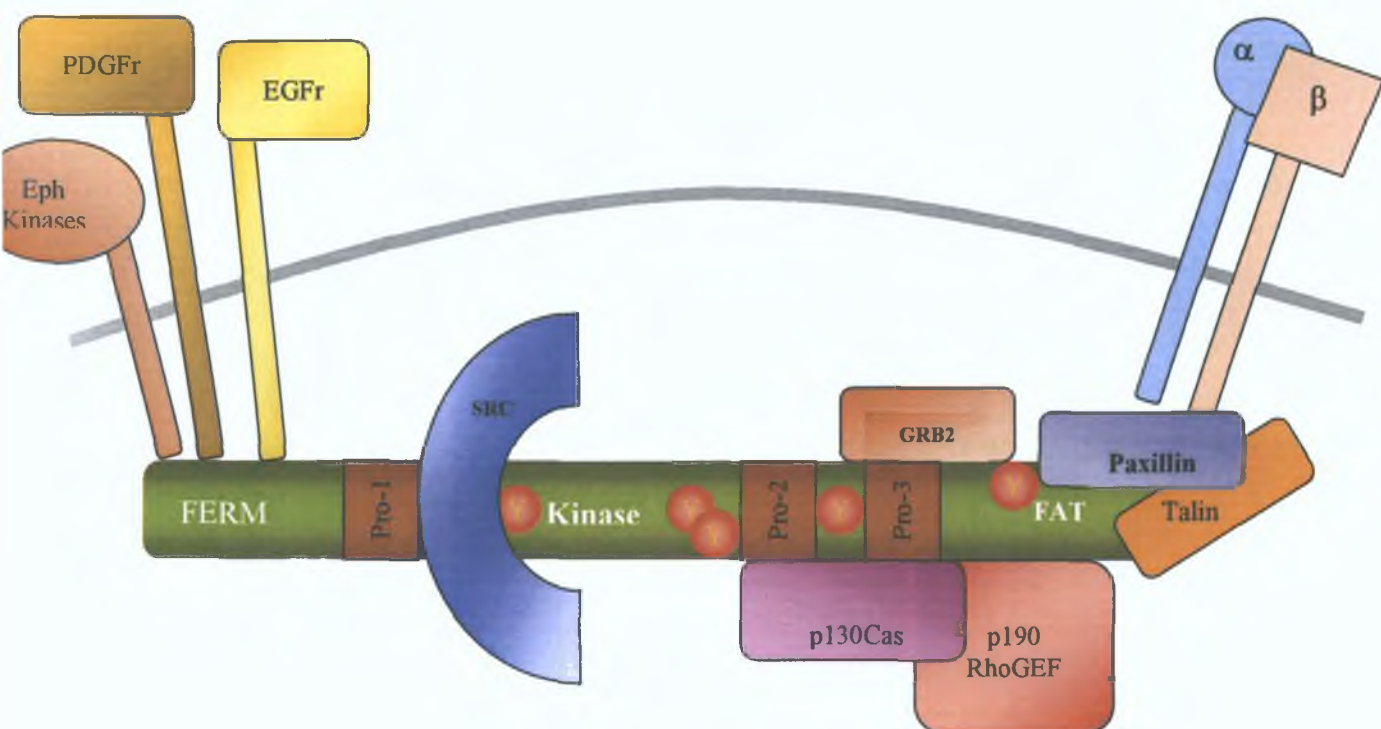 PDGFr
EGFr
α
β
Eph
Kinases
SRC
GRB2
Paxillin
FERM
Pro-1
Y
Kinase
Y
Y
Pro-2
Y
Pro-3
Y
FAT
Talin
p130Cas
p190
RhoGEF